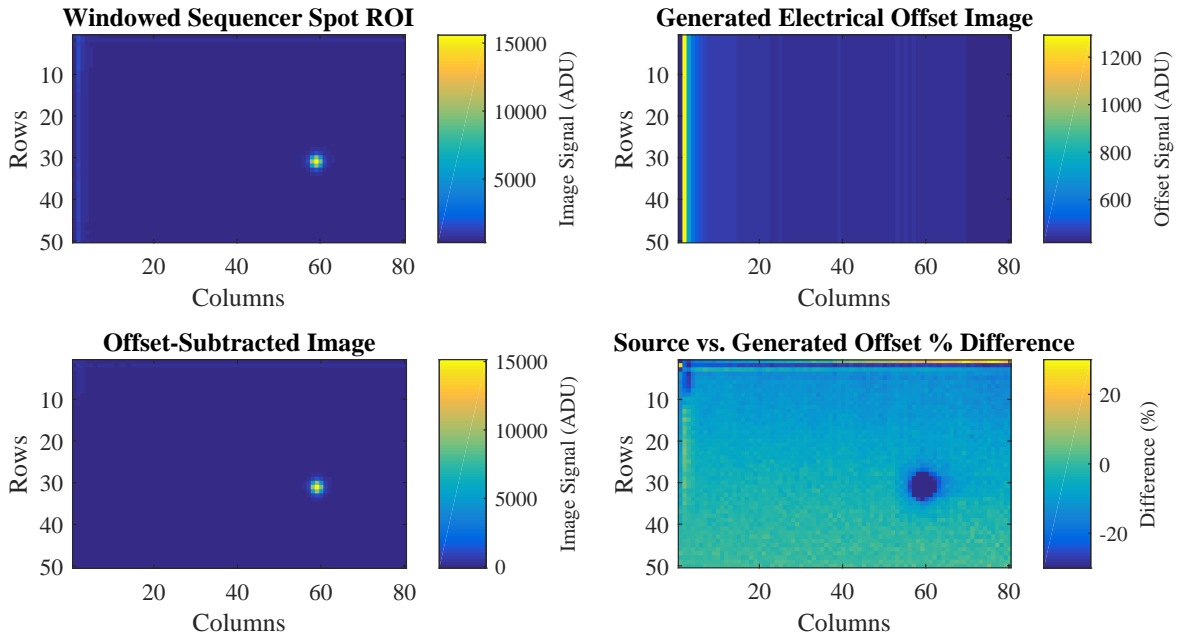 Windowed Sequencer Spot ROI
10
20
30
40
50
Rows
20 40 60 80
Columns
15000
10000
5000
Image Signal (ADU)
Generated Electrical Offset Image
10
20
30
40
50
Rows
20 40 60 80
Columns
1200
1000
800
600
Offset Signal (ADU)
Offset-Subtracted Image
10
20
30
40
50
Rows
20 40 60 80
Columns
15000
10000
5000
0
Image Signal (ADU)
Source vs. Generated Offset % Difference
10
20
30
40
50
Rows
20 40 60 80
Columns
20
0
-20
Difference (%)